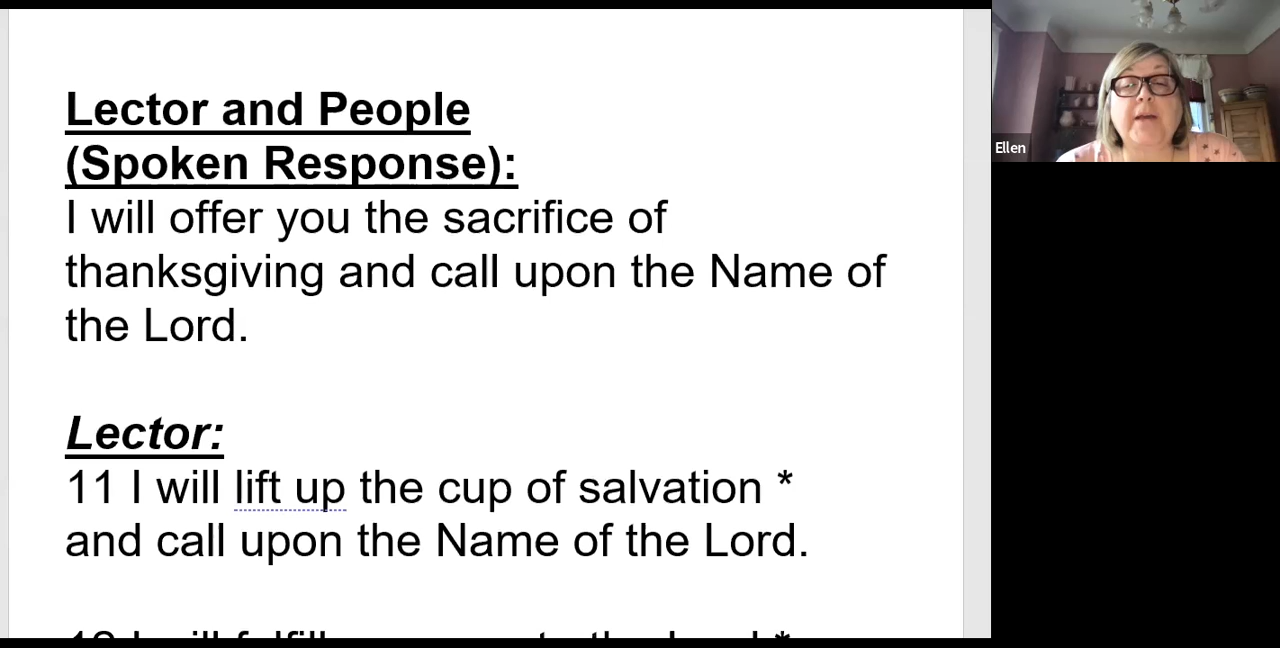 Lector and People
(Spoken Response):
I will offer you the sacrifice of
thanksgiving and call upon the Name of
the Lord.
Lector:
11 I will lift up the cup of salvation *
and call upon the Name of the Lord.
Ellen